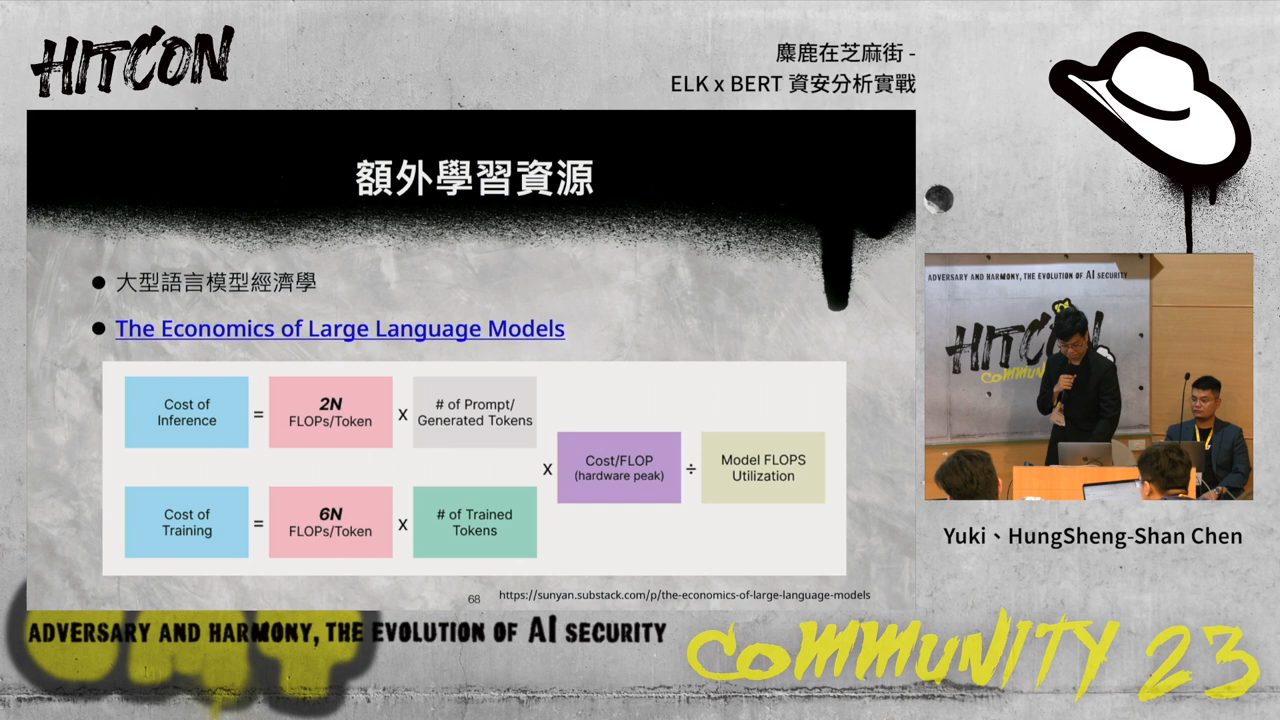 HITCON
麋鹿在芝麻街 -
ELK x BERT 資安分析實戰
額外學習資源
● 大型語言模型經濟學
● The Economics of Large Language Models
Cost of
Inference
=
2N
FLOPs/Token
x
# of Prompt/
Generated Tokens
Cost of
Training
=
6N
FLOPs/Token
x
# of Trained
Tokens
x
Cost/FLOP
(hardware peak)
÷
Model FLOPS
Utilization
68
https://sunyan.substack.com/p/the-economics-of-large-language-models
ADVERSARY AND HARMONY, THE EVOLUTION OF AI SECURITY
HITCON
COMMUN
Yuki、HungSheng-Shan Chen
ADVERSARY AND HARMONY, THE EVOLUTION OF AI SECURITY
COMMUNITY 23